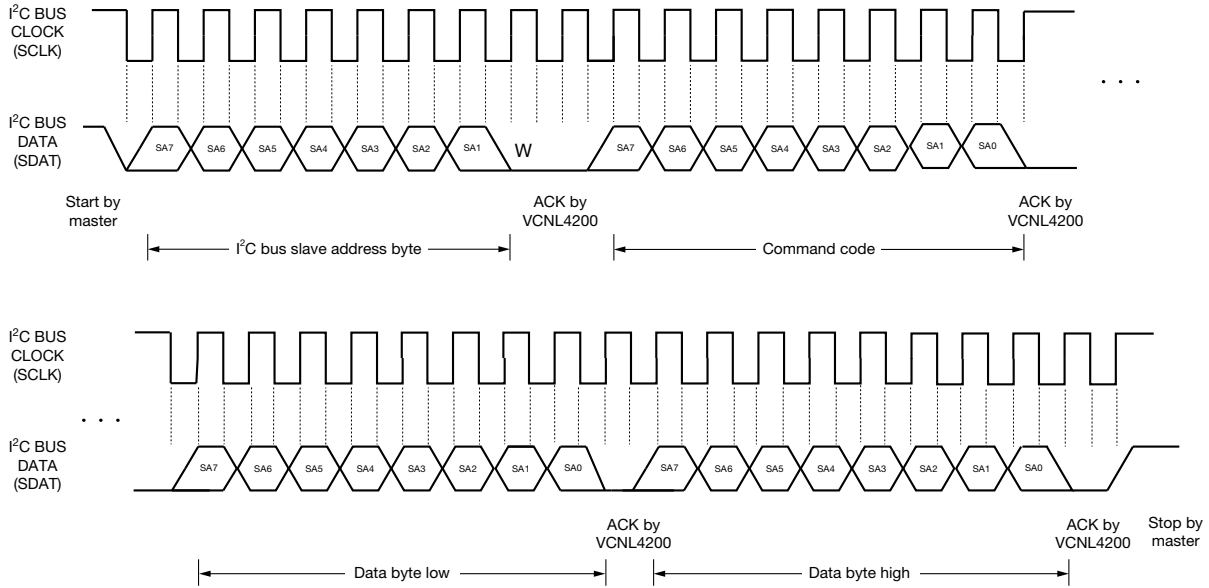 I²C BUS
CLOCK
(SCLK)
. . .
I²C BUS
DATA
(SDAT)
SA7 SA6 SA5 SA4 SA3 SA2 SA1 W SA7 SA6 SA5 SA4 SA3 SA2 SA1 SA0
Start by
master
ACK by
VCNL4200
ACK by
VCNL4200
I²C bus slave address byte
Command code
I²C BUS
CLOCK
(SCLK)
. . .
I²C BUS
DATA
(SDAT)
SA7 SA6 SA5 SA4 SA3 SA2 SA1 SA0 SA7 SA6 SA5 SA4 SA3 SA2 SA1 SA0
ACK by
VCNL4200
ACK by
VCNL4200
Stop by
master
Data byte low
Data byte high